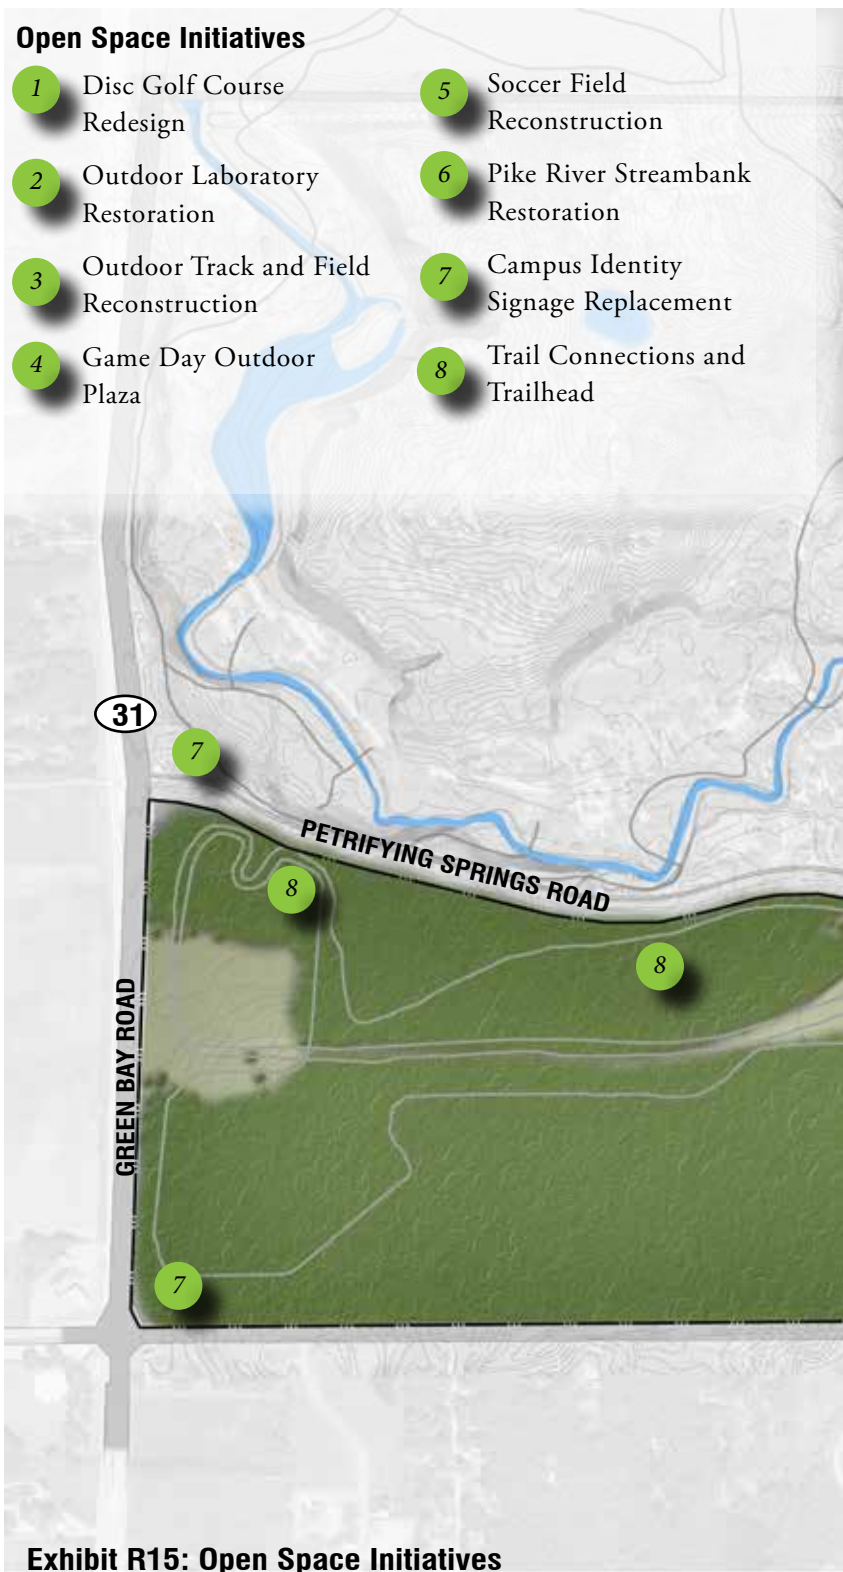 Open Space Initiatives
1 Disc Golf Course
Redesign
2 Outdoor Laboratory
Restoration
3 Outdoor Track and Field
Reconstruction
4 Game Day Outdoor
Plaza
5 Soccer Field
Reconstruction
6 Pike River Streambank
Restoration
7 Campus Identity
Signage Replacement
8 Trail Connections and
Trailhead
31
7
PETRIFYING SPRINGS ROAD
8
8
GREEN BAY ROAD
7
Exhibit R15: Open Space Initiatives